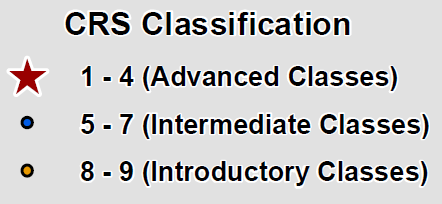 CRS Classification
1 - 4 (Advanced Classes)
5 - 7 (Intermediate Classes)
8 - 9 (Introductory Classes)